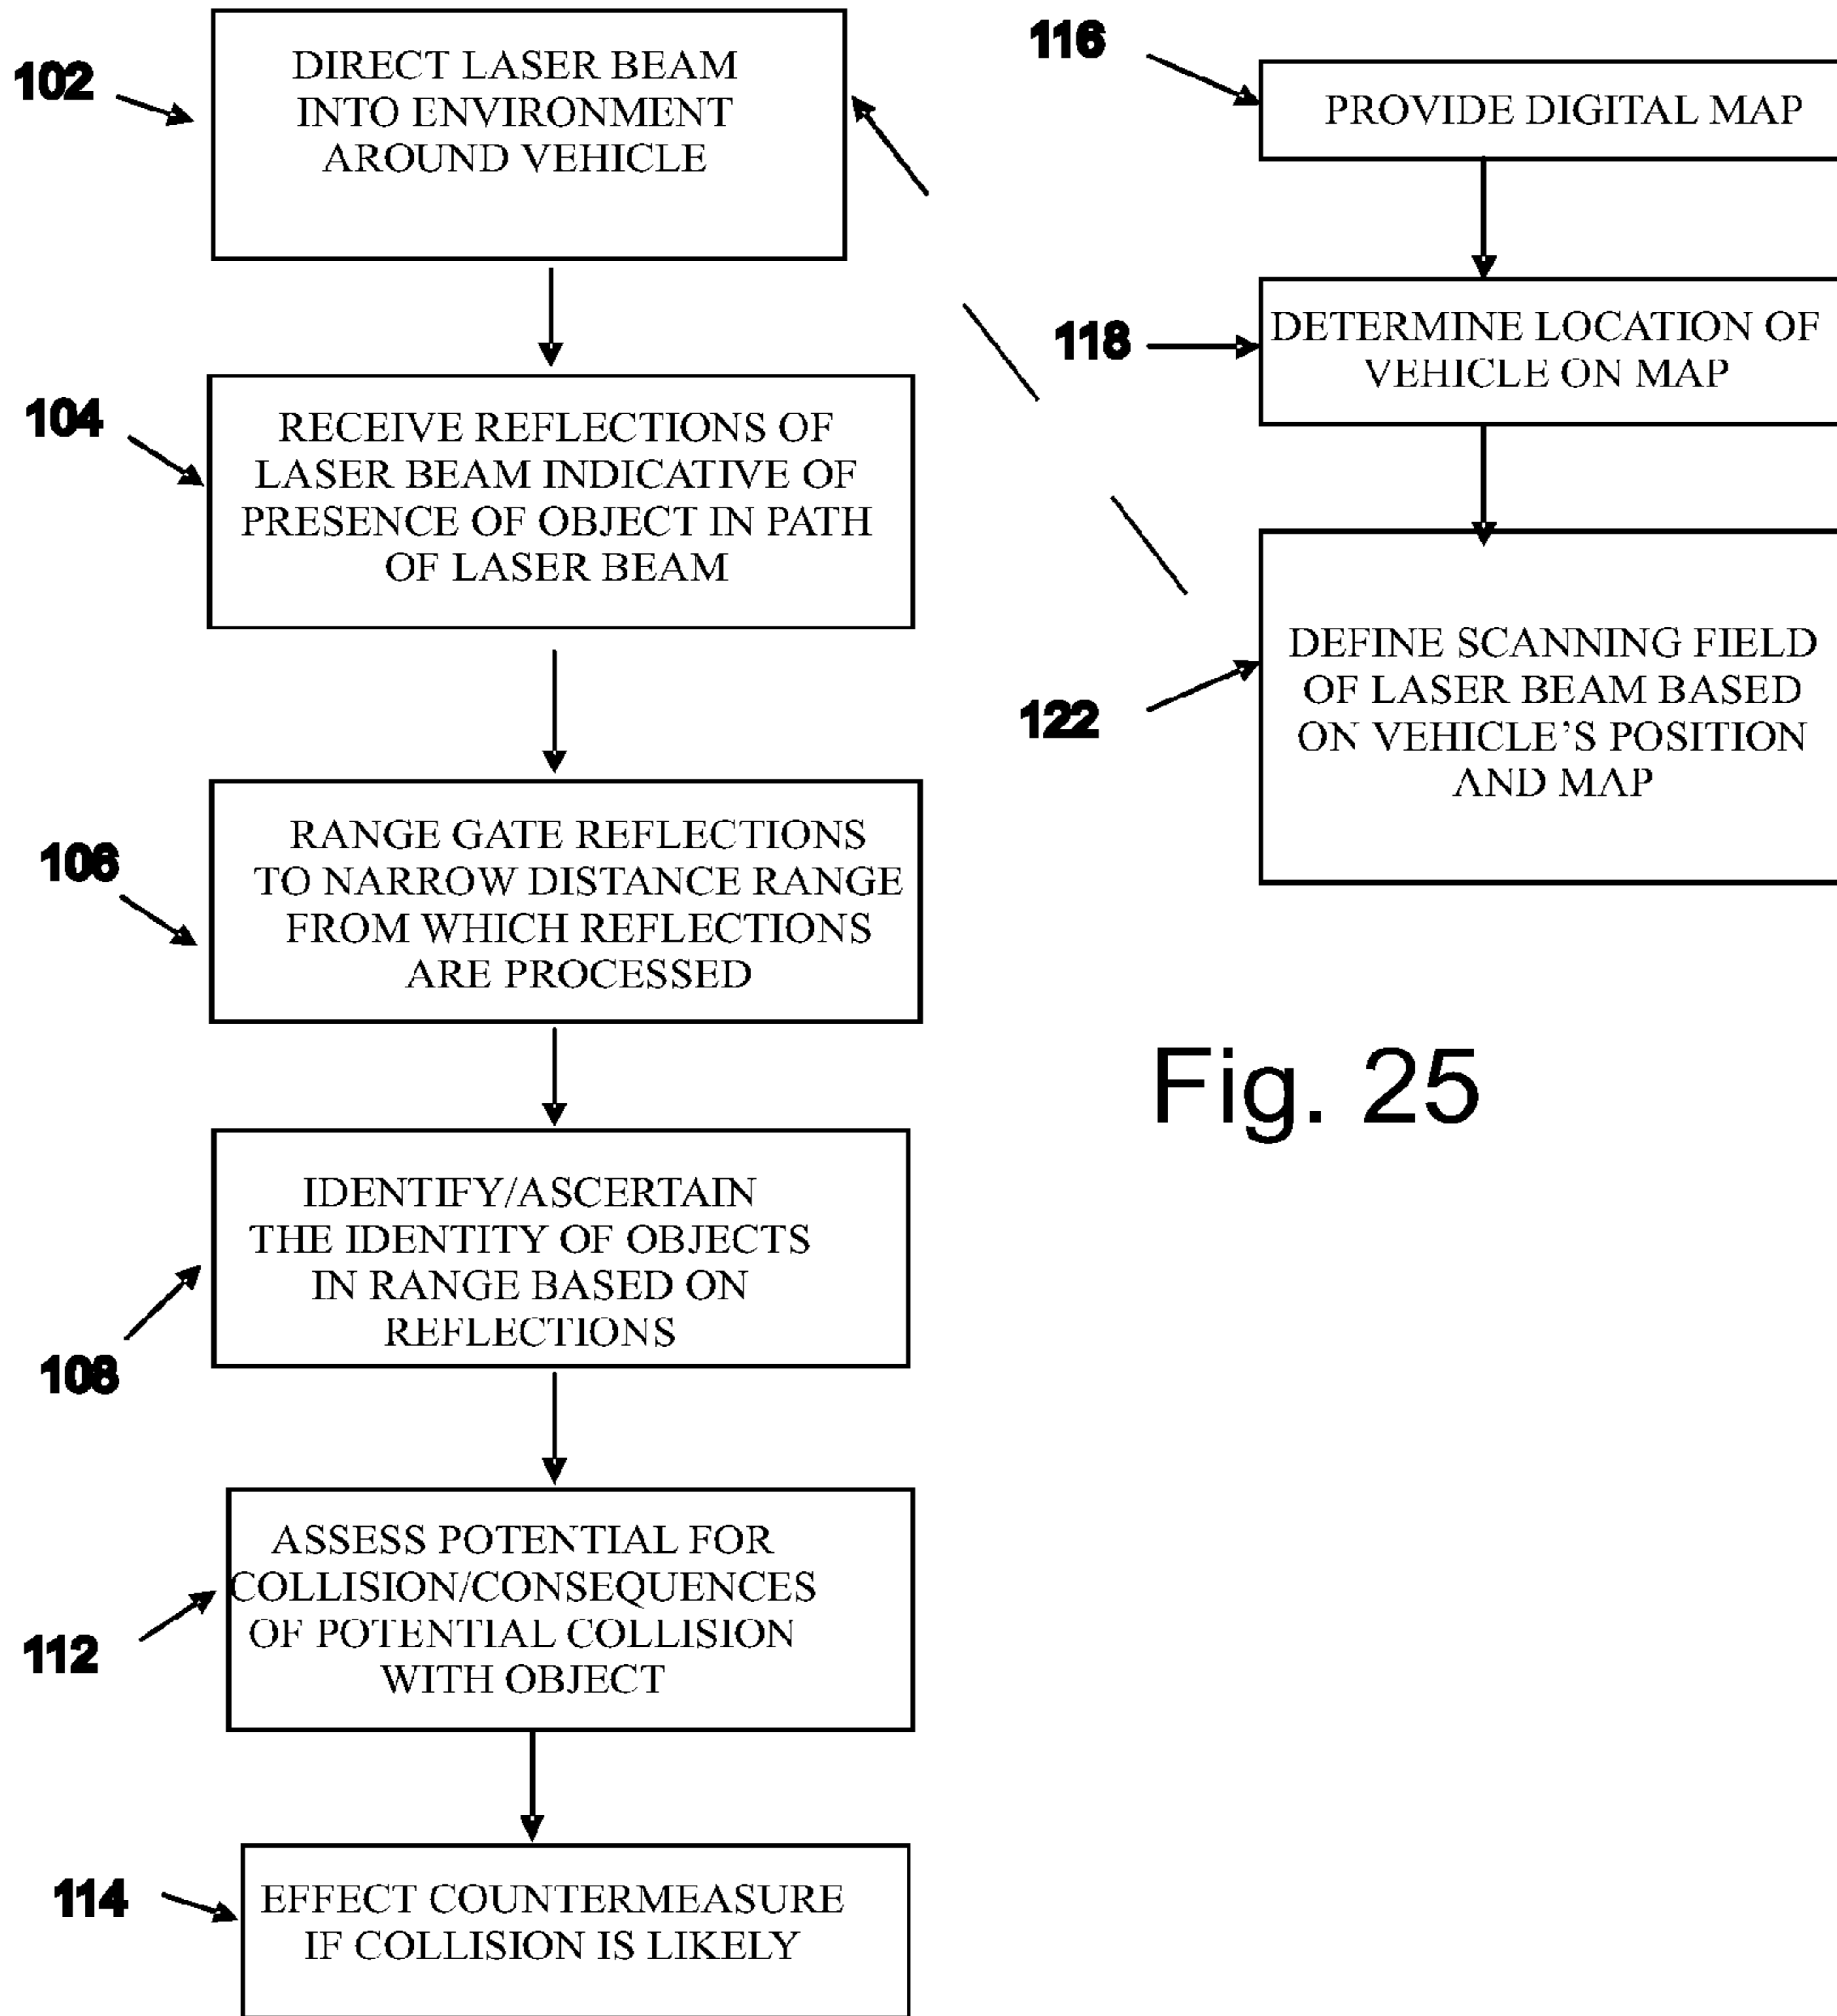 102
DIRECT LASER BEAM
INTO ENVIRONMENT
AROUND VEHICLE
104
RECEIVE REFLECTIONS OF
LASER BEAM INDICATIVE OF
PRESENCE OF OBJECT IN PATH
OF LASER BEAM
106
RANGE GATE REFLECTIONS
TO NARROW DISTANCE RANGE
FROM WHICH REFLECTIONS
ARE PROCESSED
108
IDENTIFY/ASCERTAIN
THE IDENTITY OF OBJECTS
IN RANGE BASED ON
REFLECTIONS
112
ASSESS POTENTIAL FOR
COLLISION/CONSEQUENCES
OF POTENTIAL COLLISION
WITH OBJECT
114
EFFECT COUNTERMEASURE
IF COLLISION IS LIKELY
116
PROVIDE DIGITAL MAP
118
DETERMINE LOCATION OF
VEHICLE ON MAP
122
DEFINE SCANNING FIELD
OF LASER BEAM BASED
ON VEHICLE'S POSITION
AND MAP
Fig. 25